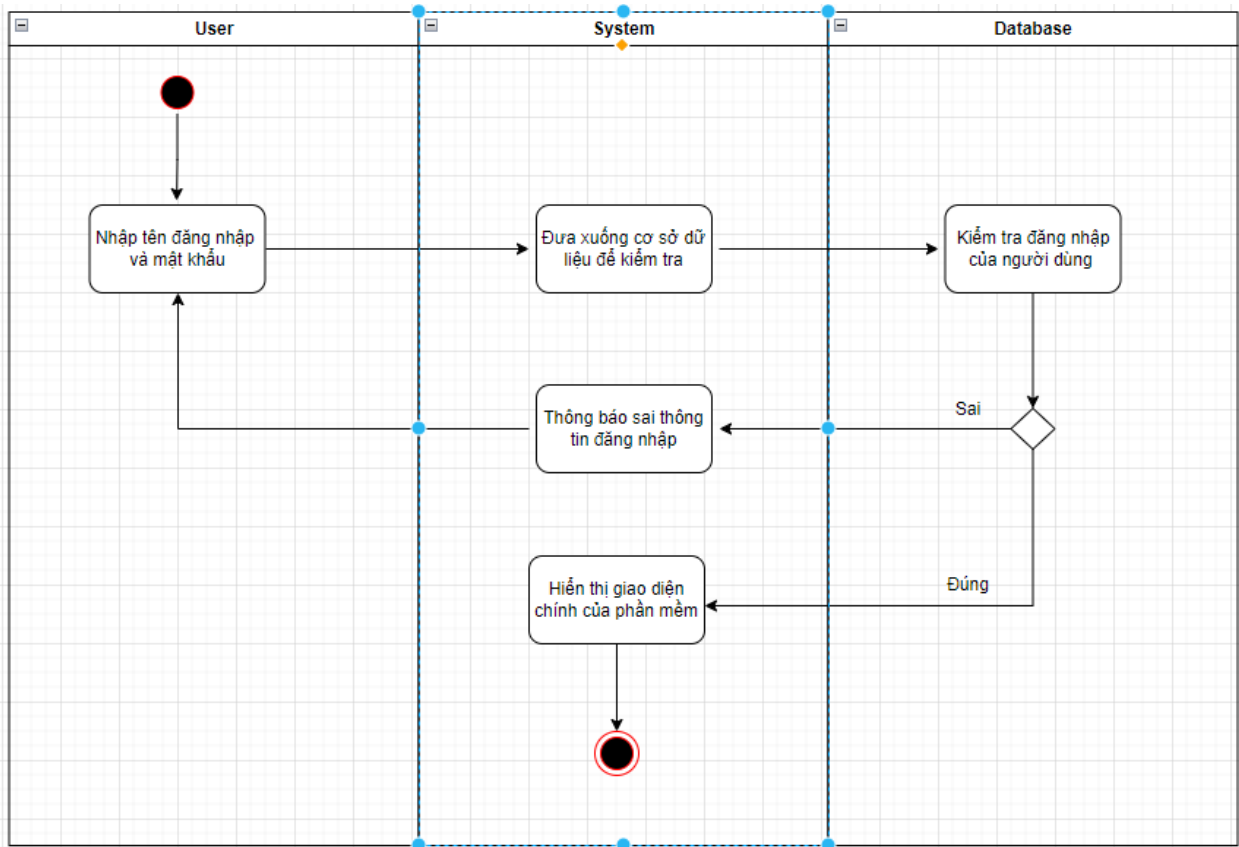 User
System
Database
Nhập tên đăng nhập
và mật khẩu
Đưa xuống cơ sở dữ
liệu để kiểm tra
Kiểm tra đăng nhập
của người dùng
Sai
Thông báo sai thông
tin đăng nhập
Đúng
Hiển thị giao diện
chính của phần mềm